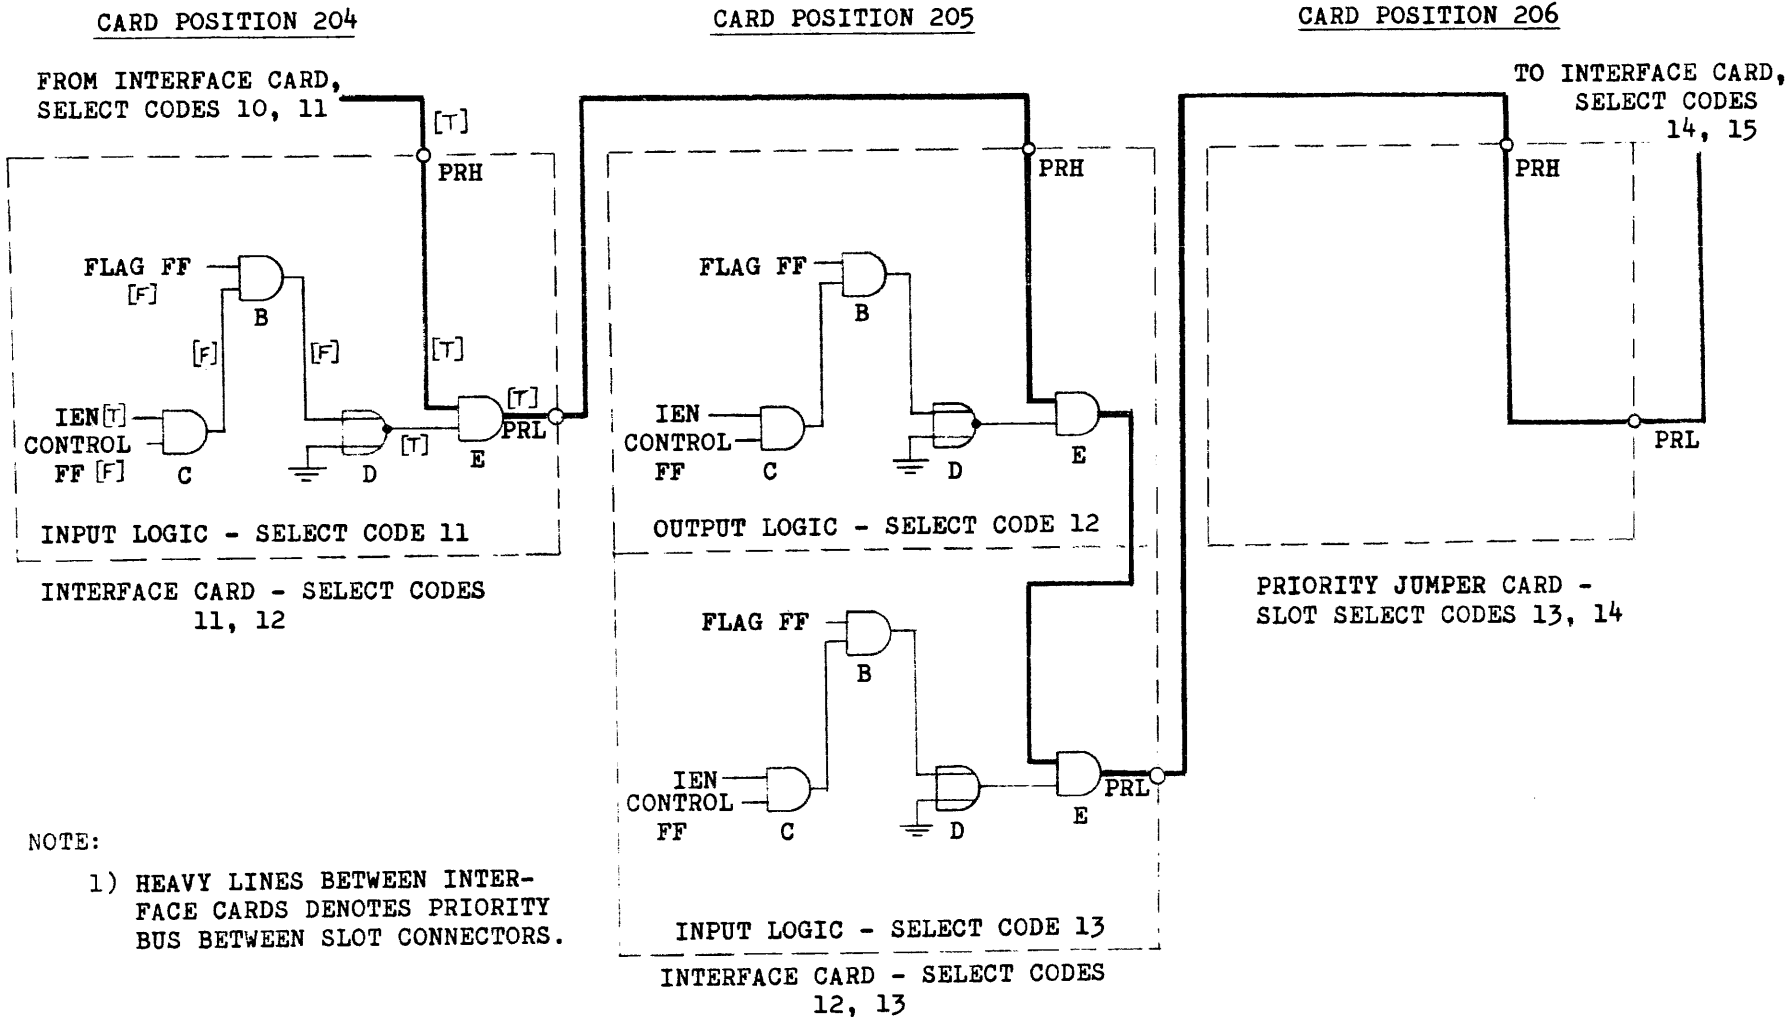 CARD POSITION 204
CARD POSITION 205
CARD POSITION 206
FROM INTERFACE CARD,
SELECT CODES 10, 11
[T]
PRH
FLAG FF
[F]
B
[F]
[F]
[T]
IEN[T]
CONTROL
FF [F]
C
D
[T]
E
[T]
PRL
INPUT LOGIC - SELECT CODE 11
INTERFACE CARD - SELECT CODES
11, 12
PRH
FLAG FF
B
IEN
CONTROL
FF
C
D
E
OUTPUT LOGIC - SELECT CODE 12
FLAG FF
B
IEN
CONTROL
FF
C
D
E
PRL
INPUT LOGIC - SELECT CODE 13
INTERFACE CARD - SELECT CODES
12, 13
TO INTERFACE CARD,
SELECT CODES
14, 15
PRH
PRL
PRIORITY JUMPER CARD -
SLOT SELECT CODES 13, 14
NOTE:
1) HEAVY LINES BETWEEN INTER-
FACE CARDS DENOTES PRIORITY
BUS BETWEEN SLOT CONNECTORS.